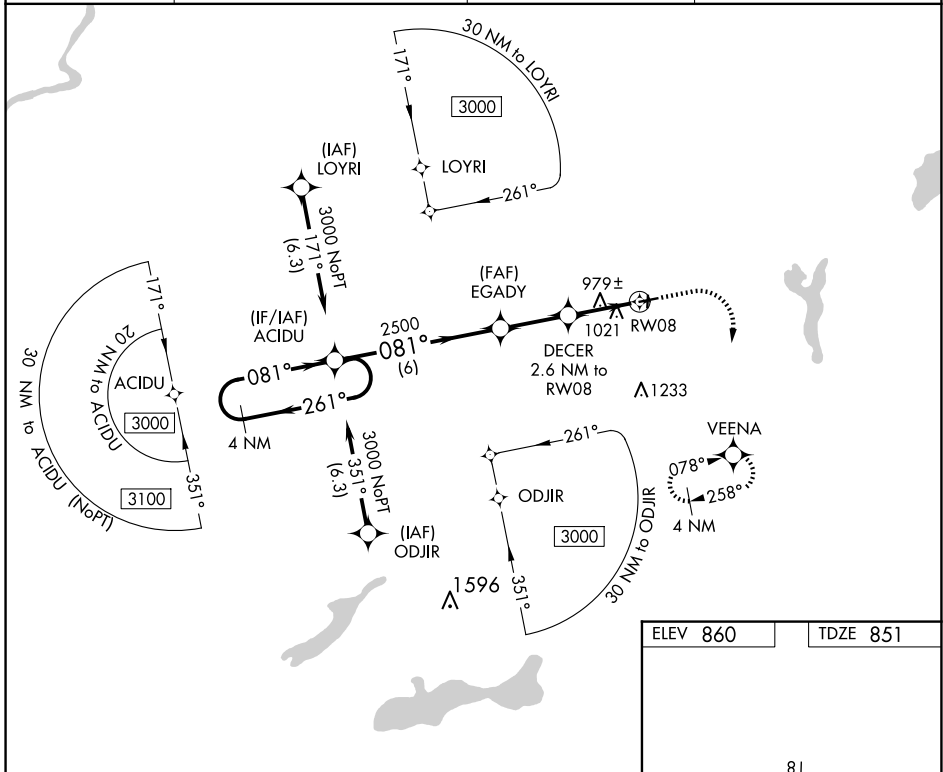 30 NM to LOYRI
171°
3000
LOYRI
261°
(IAF)
LOYRI
3000 NoPT
171°
(6.3)
(FAF)
EGADY
979±
1021
RW08
(IF/IAF)
ACIDU
2500
081°
(6)
DECER
2.6 NM to
RW08
081°
261°
4 NM
171°
20 NM to ACIDU
ACIDU
3000
3100
351°
30 NM to ACIDU (NoPT)
1233
VEENA
078°
258°
4 NM
3000 NoPT
351°
(6.3)
(IAF)
ODJIR
261°
ODJIR
3000
351°
30 NM to ODJIR
1596
ELEV 860
TDZE 851